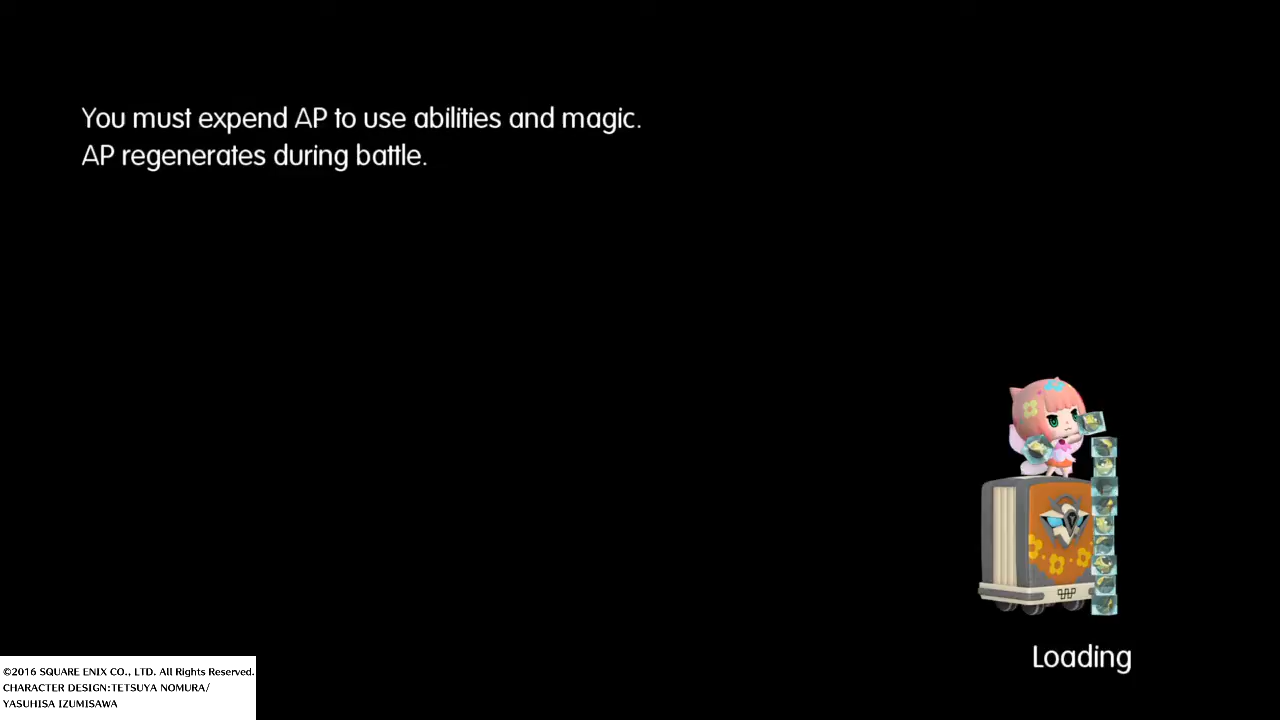 You must expend AP to use abilities and magic.
AP regenerates during battle.
Loading
©2016 SQUARE ENIX CO., LTD. All Rights Reserved.
CHARACTER DESIGN:TETSUYA NOMURA/
YASUHISA IZUMISAWA